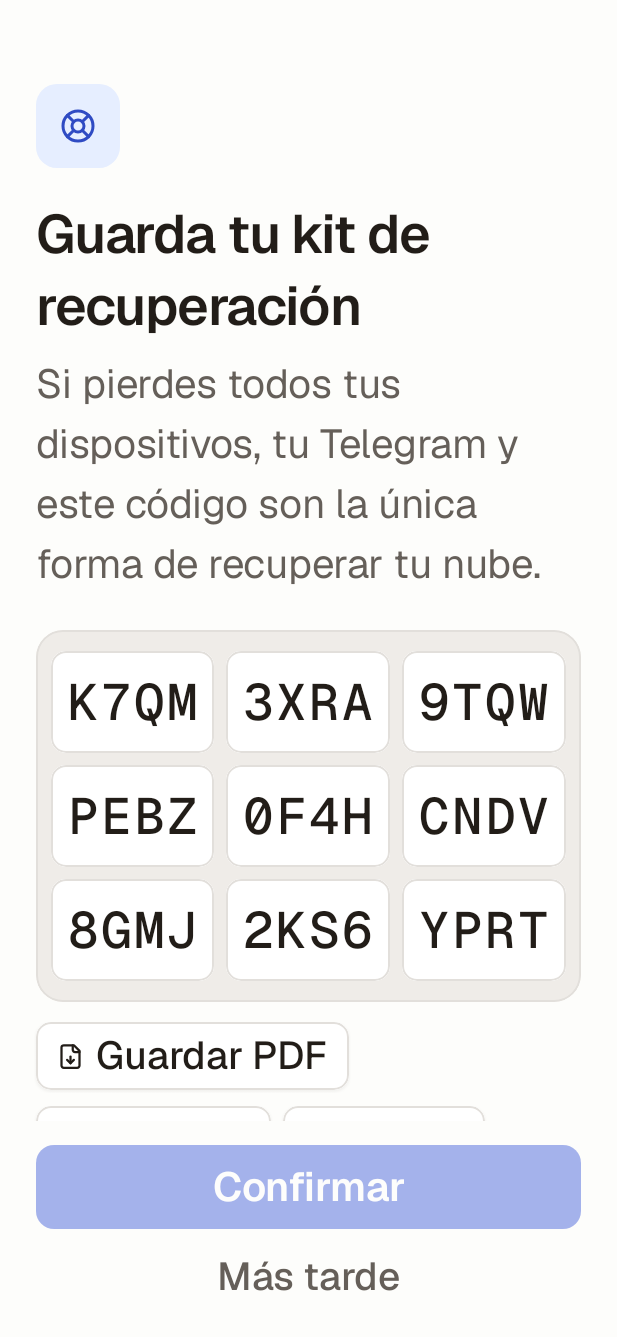 Guarda tu kit de
recuperación
Si pierdes todos tus
dispositivos, tu Telegram y
este código son la única
forma de recuperar tu nube.
K7QM 3XRA 9TQW
PEBZ 0F4H CNDV
8GMJ 2KS6 YPRT
Guardar PDF
Confirmar
Más tarde